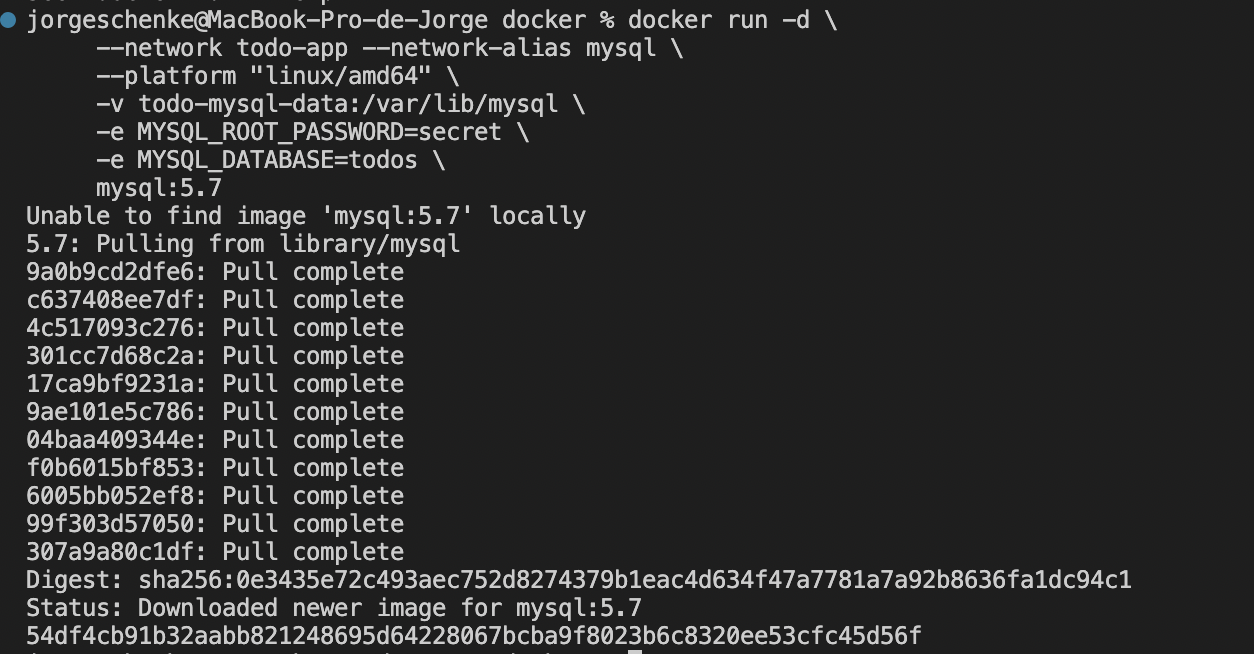 jorgeschenke@MacBook-Pro-de-Jorge docker % docker run -d \
--network todo-app --network-alias mysql \
--platform "linux/amd64" \
-v todo-mysql-data:/var/lib/mysql \
-e MYSQL_ROOT_PASSWORD=secret \
-e MYSQL_DATABASE=todos \
mysql:5.7
Unable to find image 'mysql:5.7' locally
5.7: Pulling from library/mysql
9a0b9cd2dfe6: Pull complete
c637408ee7df: Pull complete
4c517093c276: Pull complete
301cc7d68c2a: Pull complete
17ca9bf9231a: Pull complete
9ae101e5c786: Pull complete
04baa409344e: Pull complete
f0b6015bf853: Pull complete
6005bb052ef8: Pull complete
99f303d57050: Pull complete
307a9a80c1df: Pull complete
Digest: sha256:0e3435e72c493aec752d8274379b1eac4d634f47a7781a7a92b8636fa1dc94c1
Status: Downloaded newer image for mysql:5.7
54df4cb91b32aabb821248695d64228067bcba9f8023b6c8320ee53cfc45d56f